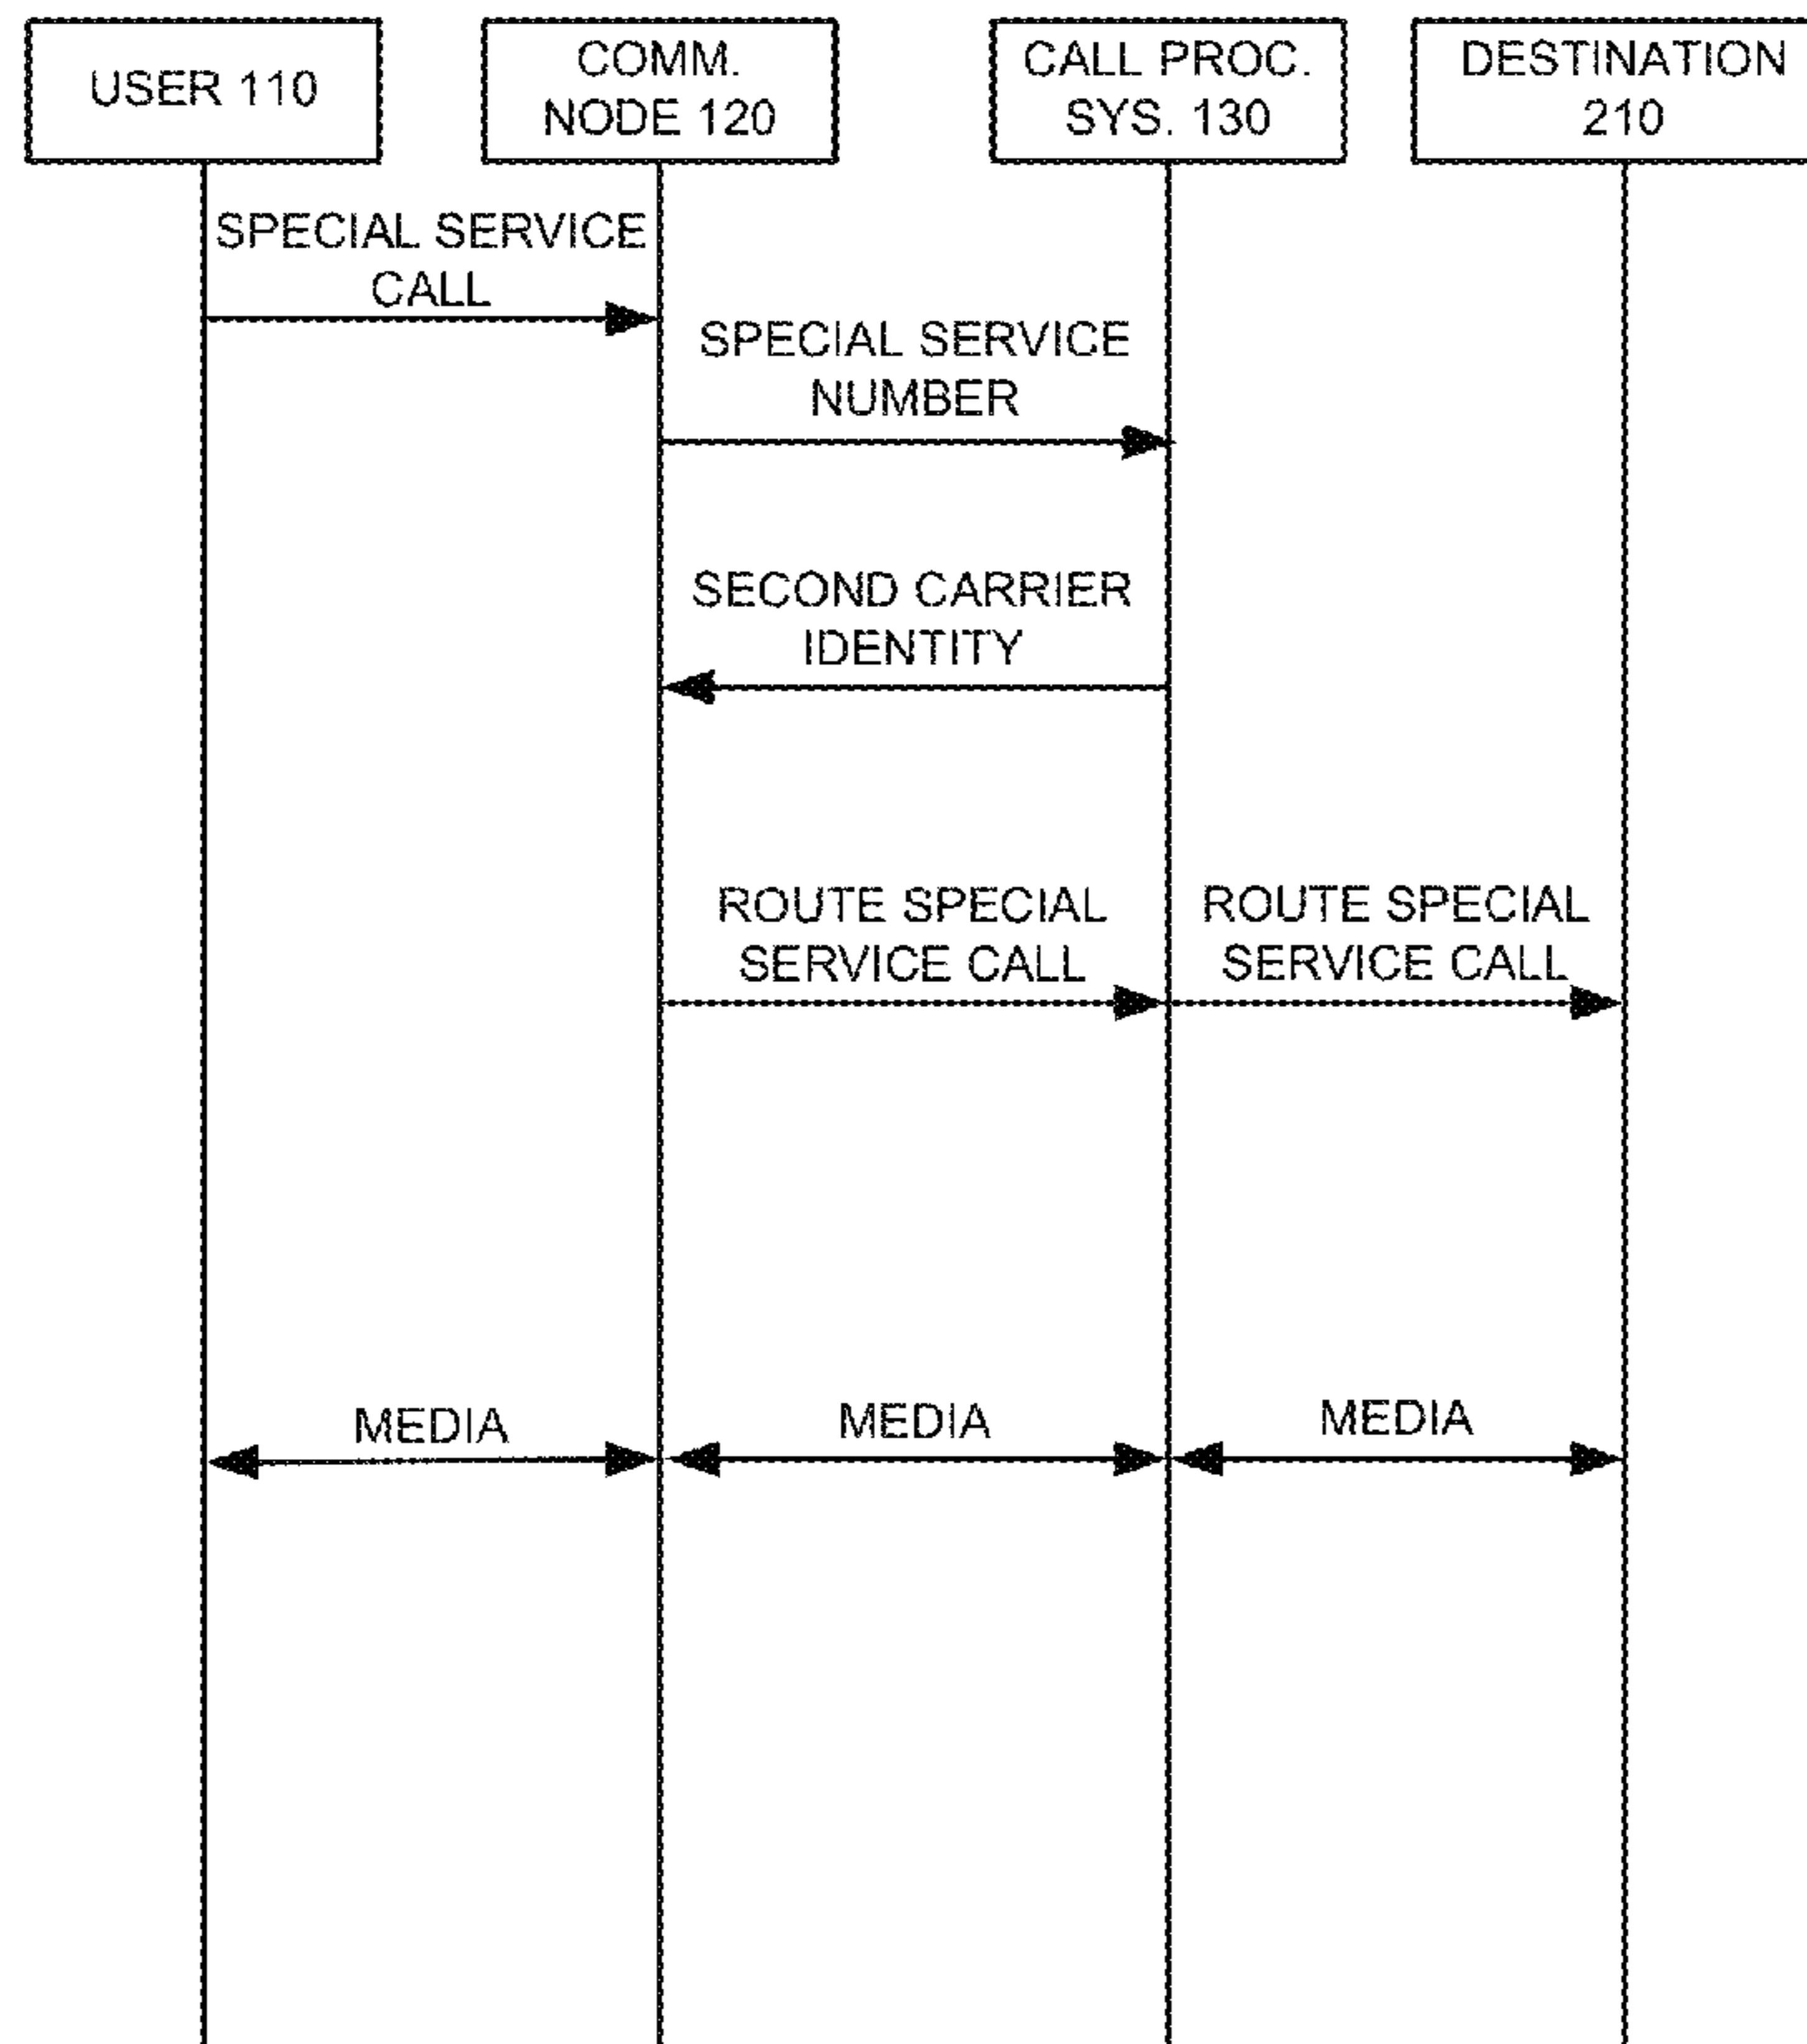 USER 110
COMM.
NODE 120
CALL PROC.
SYS. 130
DESTINATION
210
SPECIAL SERVICE
CALL
SPECIAL SERVICE
NUMBER
SECOND CARRIER
IDENTITY
ROUTE SPECIAL
SERVICE CALL
ROUTE SPECIAL
SERVICE CALL
MEDIA
MEDIA
MEDIA